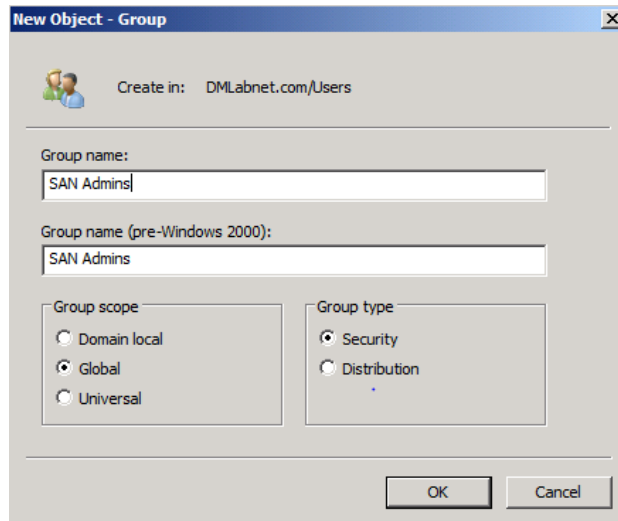 New Object - Group
Create in: DMLabnet.com/Users
Group name:
SAN Admins
Group name (pre-Windows 2000):
SAN Admins
Group scope
Domain local
Global
Universal
Group type
Security
Distribution
OK Cancel